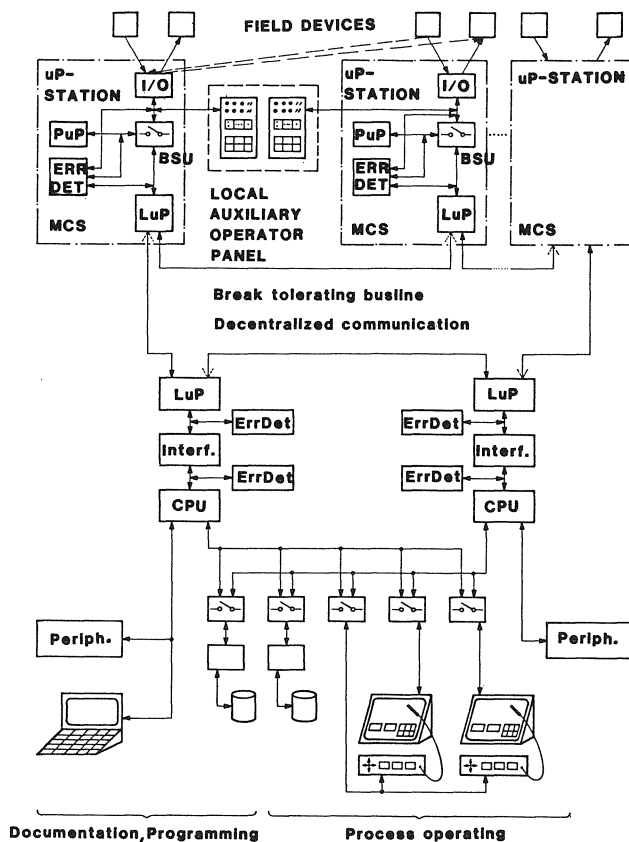 FIELD DEVICES
uP-
STATION
I/O
PuP
BSU
ERR
DET
LuP
MCS
LOCAL
AUXILIARY
OPERATOR
PANEL
uP-
STATION
I/O
PuP
BSU
ERR
DET
LuP
MCS
uP-STATION
MCS
Break tolerating busline
Decentralized communication
LuP
ErrDet
Interf.
ErrDet
CPU
LuP
ErrDet
Interf.
ErrDet
CPU
Periph.
Periph.
Documentation,Programming
Process operating